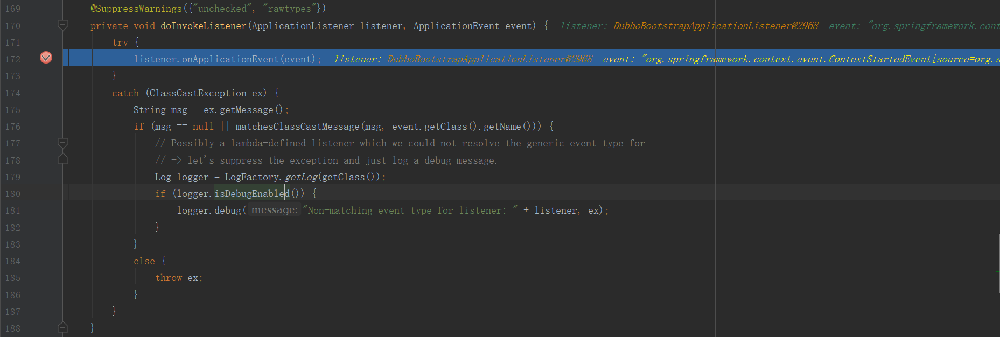 169 @SuppressWarnings({"unchecked", "rawtypes"})
170 private void doInvokeListener(ApplicationListener listener, ApplicationEvent event) { listener: DubboBootstrapApplicationListener@2968 event: "org.springframework.cont
171 try {
172 listener.onApplicationEvent(event); listener: DubboBootstrapApplicationListener@2968 event: "org.springframework.context.event.ContextStartedEvent[source=org.s
173 }
174 catch (ClassCastException ex) {
175 String msg = ex.getMessage();
176 if (msg == null || matchesClassCastMessage(msg, event.getClass().getName())) {
177 // Possibly a lambda-defined listener which we could not resolve the generic event type for
178 // -> let's suppress the exception and just log a debug message.
179 Log logger = LogFactory.getLog(getClass());
180 if (logger.isDebugEnabled()) {
181 logger.debug( message: "Non-matching event type for listener: " + listener, ex);
182 }
183 }
184 else {
185 throw ex;
186 }
187 }
188 }